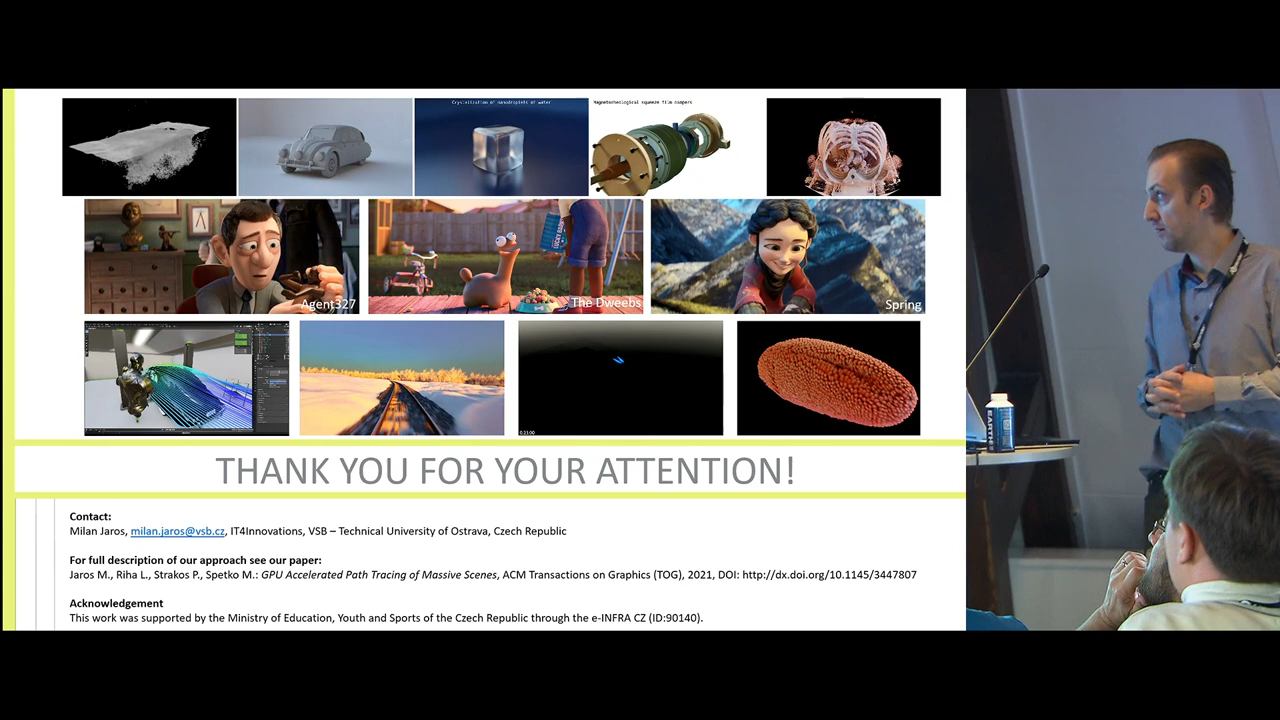 Crystallization of nanodroplets of water
Magnetorheological squeeze film dampers
Agent327
The Dweebs
Spring
0:15:00
THANK YOU FOR YOUR ATTENTION!
Contact:
Milan Jaros, milan.jaros@vsb.cz, IT4Innovations, VSB – Technical University of Ostrava, Czech Republic
For full description of our approach see our paper:
Jaros M., Riha L., Strakos P., Spetko M.: GPU Accelerated Path Tracing of Massive Scenes, ACM Transactions on Graphics (TOG), 2021, DOI: http://dx.doi.org/10.1145/3447807
Acknowledgement
This work was supported by the Ministry of Education, Youth and Sports of the Czech Republic through the e-INFRA CZ (ID:90140).
EARTH